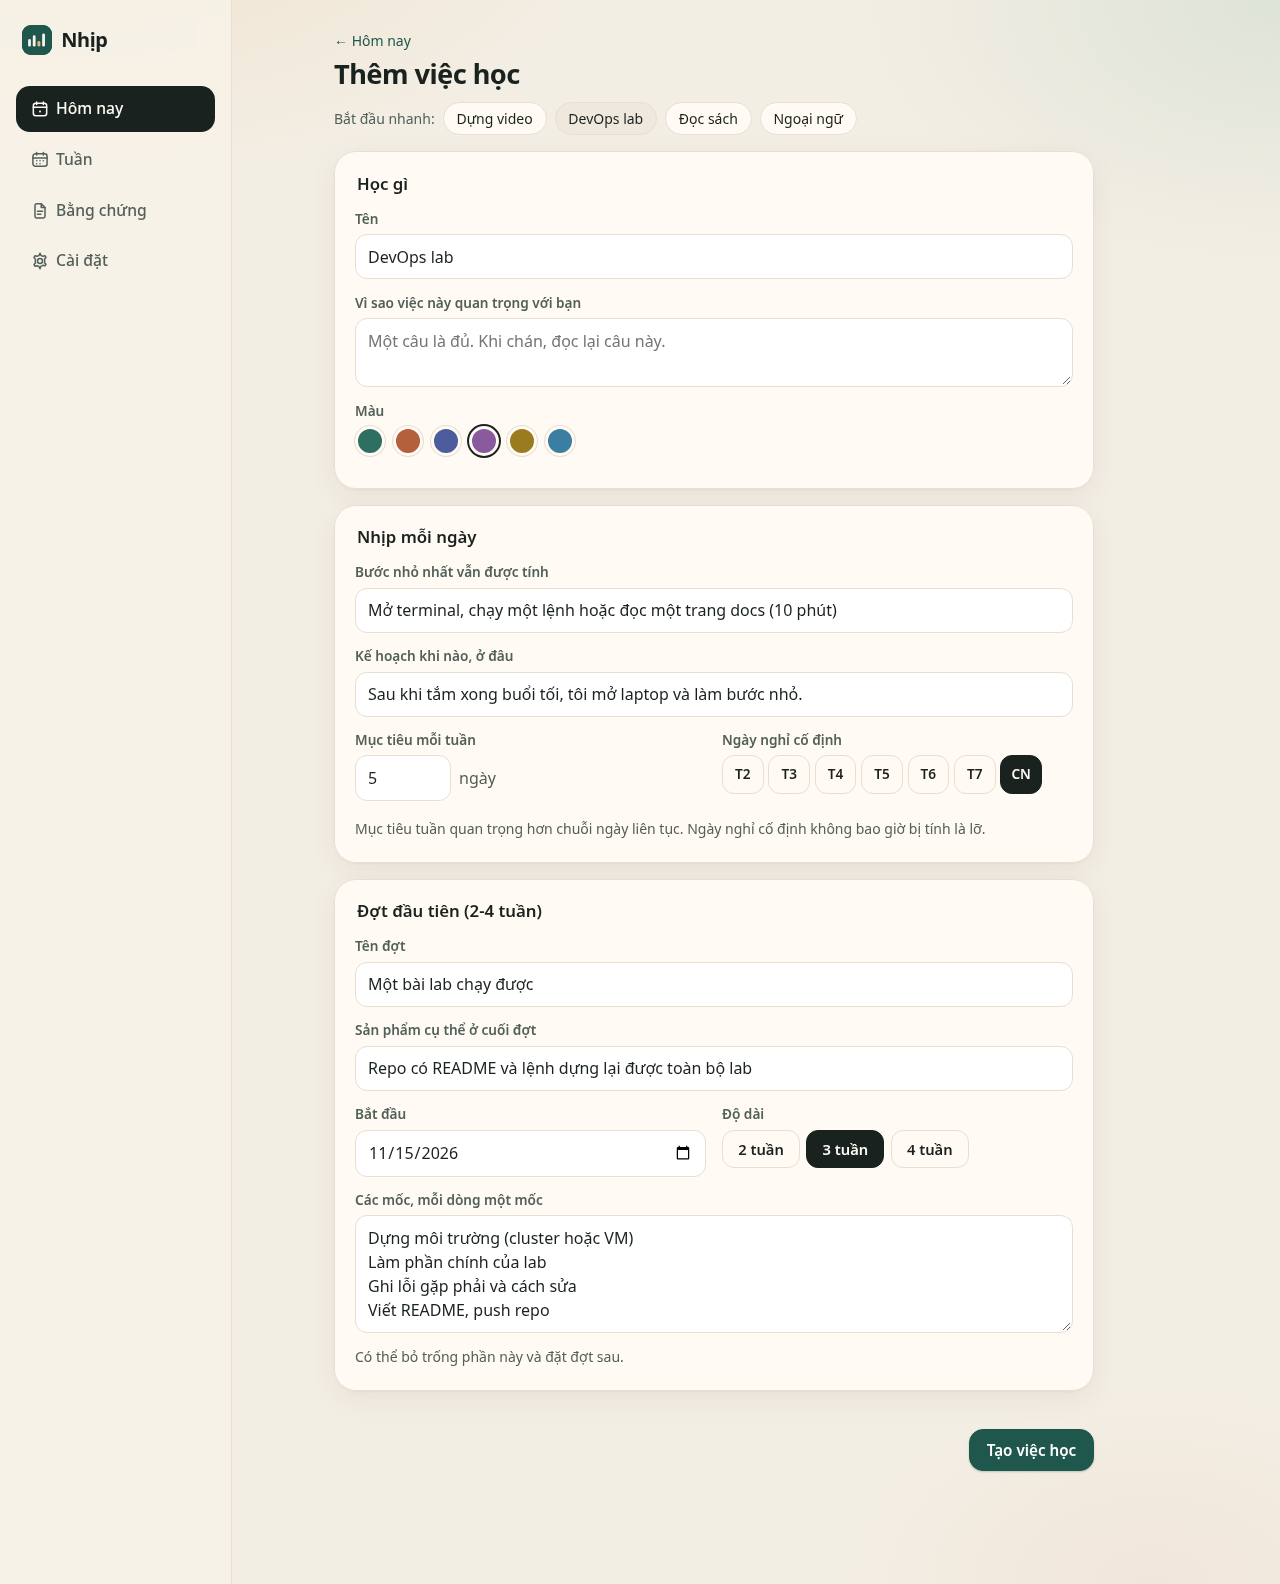 Nhịp
Hôm nay
Tuần
Bằng chứng
Cài đặt
← Hôm nay
Thêm việc học
Bắt đầu nhanh: Dựng video DevOps lab Đọc sách Ngoại ngữ
Học gì
Tên
DevOps lab
Vì sao việc này quan trọng với bạn
Một câu là đủ. Khi chán, đọc lại câu này.
Màu
Nhịp mỗi ngày
Bước nhỏ nhất vẫn được tính
Mở terminal, chạy một lệnh hoặc đọc một trang docs (10 phút)
Kế hoạch khi nào, ở đâu
Sau khi tắm xong buổi tối, tôi mở laptop và làm bước nhỏ.
Mục tiêu mỗi tuần
5 ngày
Ngày nghỉ cố định
T2 T3 T4 T5 T6 T7 CN
Mục tiêu tuần quan trọng hơn chuỗi ngày liên tục. Ngày nghỉ cố định không bao giờ bị tính là lỡ.
Đợt đầu tiên (2-4 tuần)
Tên đợt
Một bài lab chạy được
Sản phẩm cụ thể ở cuối đợt
Repo có README và lệnh dựng lại được toàn bộ lab
Bắt đầu
11/15/2026
Độ dài
2 tuần 3 tuần 4 tuần
Các mốc, mỗi dòng một mốc
Dựng môi trường (cluster hoặc VM)
Làm phần chính của lab
Ghi lỗi gặp phải và cách sửa
Viết README, push repo
Có thể bỏ trống phần này và đặt đợt sau.
Tạo việc học